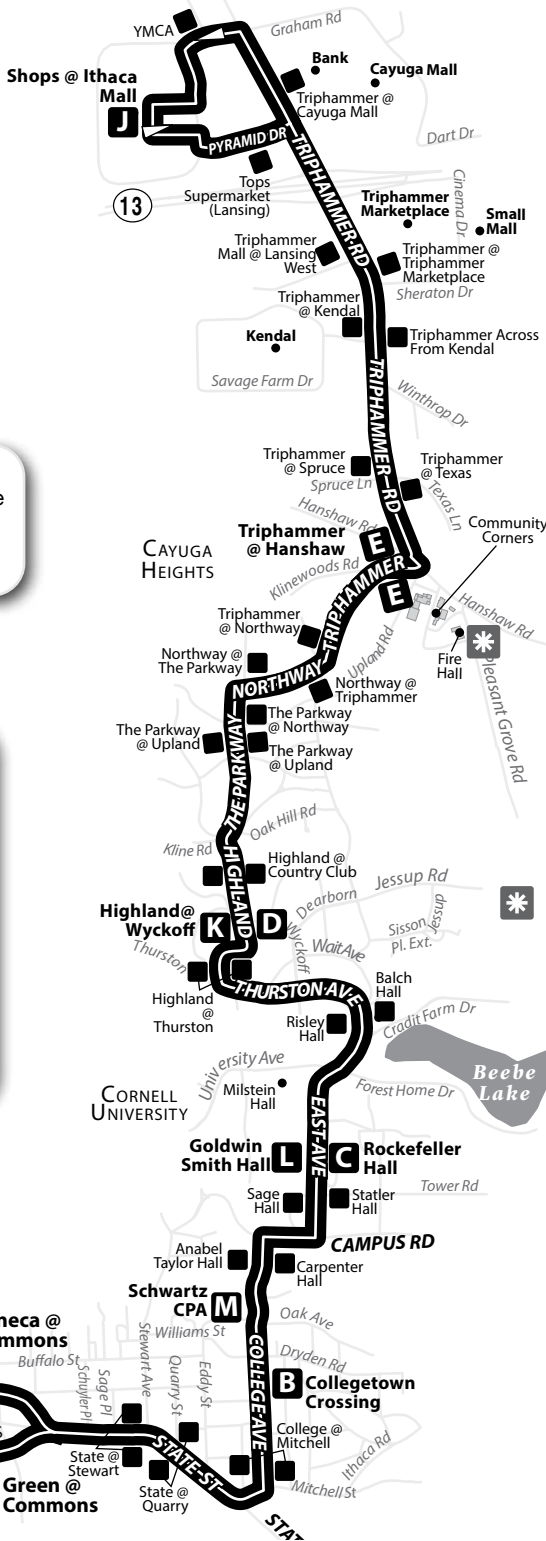 Graham Rd
YMCA
Bank
Shops @ Ithaca
Mall
Cayuga Mall
J
Triphammer @
Cayuga Mall
PYRAMID DR
Dart Dr
TRIPHAMMER RD
Tops
Supermarket
(Lansing)
13
Cinema Dr
Triphammer
Marketplace
Small
Mall
Triphammer
Mall @ Lansing
West
Triphammer @
Triphammer
Marketplace
Sheraton Dr
Triphammer
@ Kendal
Kendal
Triphammer Across
From Kendal
Savage Farm Dr
TRIPHAMMER RD
Winthrop Dr
Triphammer
@ Spruce
Spruce Ln
Triphammer
@ Texas
Texas Ln
e
Hanshaw Rd
Triphammer
@ Hanshaw
E
Community
Corners
CAYUGA
HEIGHTS
Klinewoods Rd
TRIPHAMMER
E
Hanshaw Rd
Triphammer
@ Northway
Upland Rd
Fire
Hall
Northway @
The Parkway
NORTHWAY
Northway @
Triphammer
Pleasant Grove Rd
The Parkway
@ Northway
The Parkway
@ Upland
The Parkway
@ Upland
THE PARKWAY
Oak Hill Rd
Kline Rd
HIGHLAND
Highland @
Country Club
Dearborn
Jessup Rd
Jessup
Highland@
Wyckoff
K
D
Wyckoff
Sisson
Pl. Ext.
Wait Ave
Thurston
Highland
@
Thurston
THURSTON AVE
Balch
Hall
Risley
Hall
Cradit Farm Dr
University Ave
Milstein
Hall
Forest Home Dr
Beebe
Lake
CORNELL
UNIVERSITY
EAST AVE
Goldwin
Smith Hall
L
C
Rockefeller
Hall
Sage
Hall
Statler
Hall
Tower Rd
Anabel
Taylor Hall
CAMPUS RD
Carpenter
Hall
Schwartz
CPA
M
Oak Ave
neca @
mmons
Williams St
Buffalo St
Schuyler Pl
Sage Pl
Stewart Ave
Quarry St
Eddy St
COLLEGE AVE
Dryden Rd
B
Collegetown
Crossing
s
College @
Mitchell
Ithaca Rd
State @
Stewart
STATE ST
State @
Quarry
Mitchell St
Green @
Commons
STAT